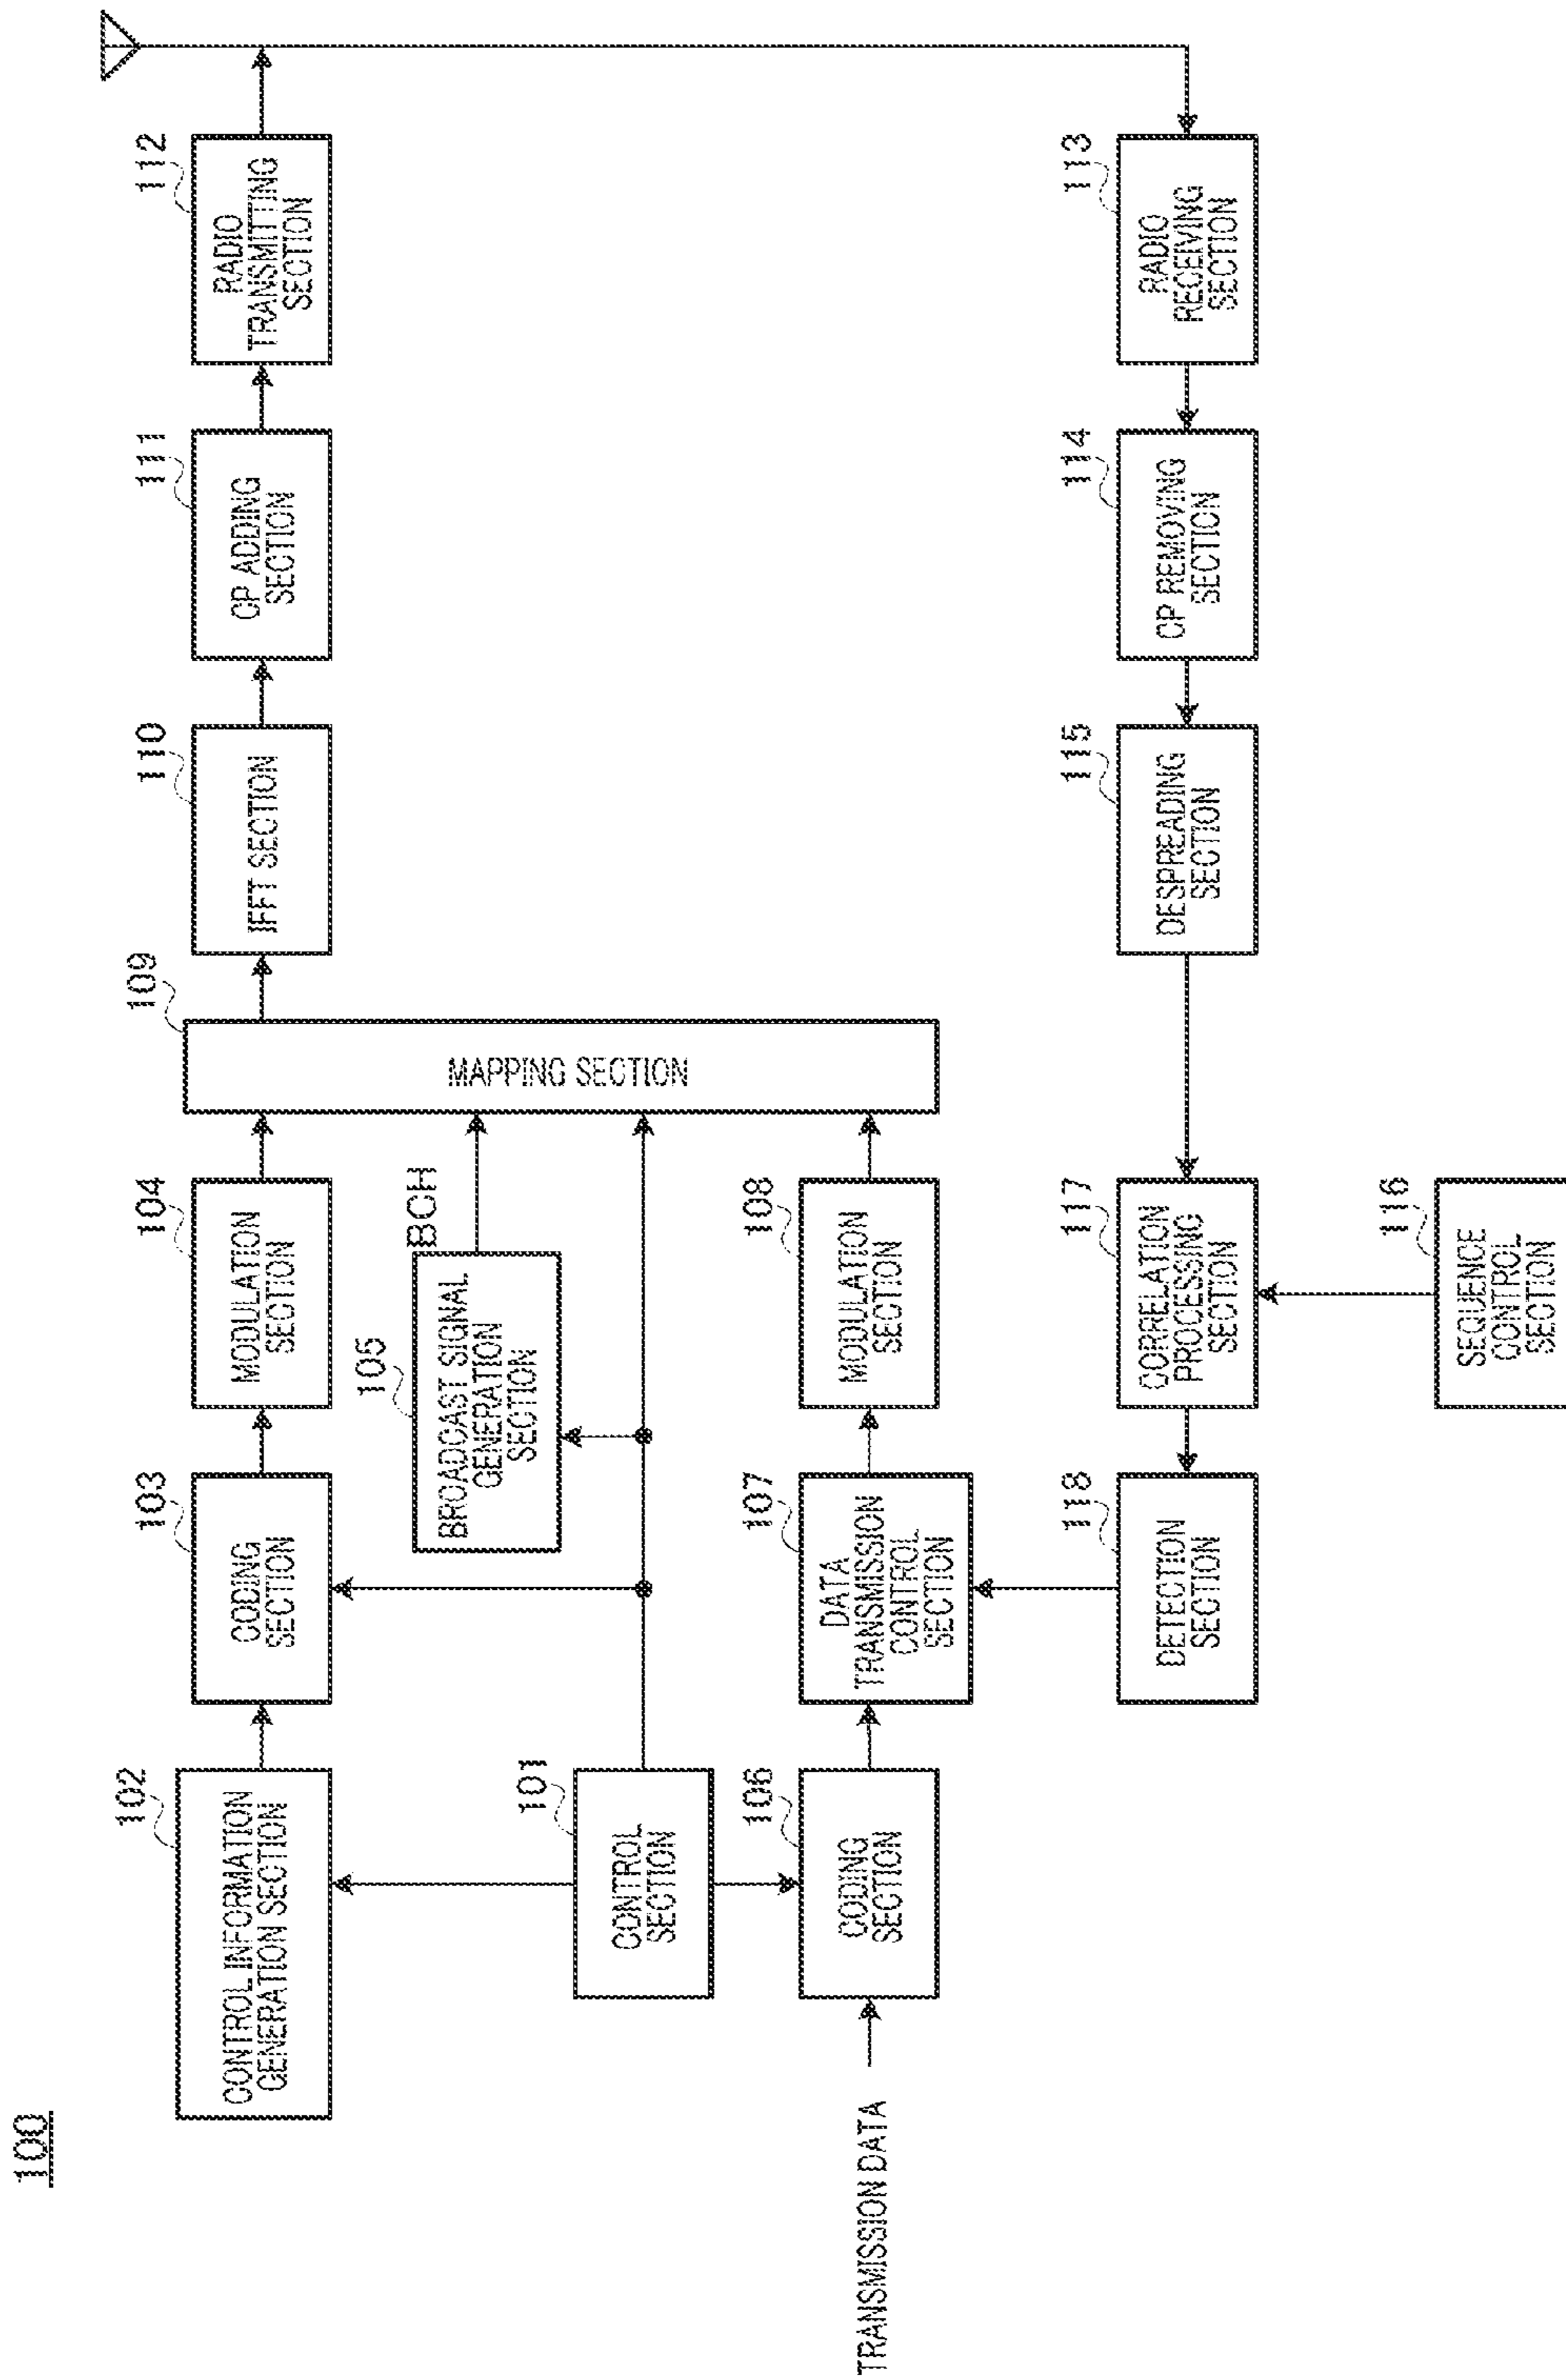 100
102
CONTROL INFORMATION
GENERATION SECTION
103
CODING
SECTION
104
MODULATION
SECTION
109
MAPPING SECTION
110
IFFT SECTION
111
CP ADDING
SECTION
112
RADIO
TRANSMITTING
SECTION
105
BROADCAST SIGNAL
GENERATION
SECTION
BCH
101
CONTROL
SECTION
TRANSMISSION DATA
106
CODING
SECTION
107
DATA
TRANSMISSION
CONTROL
SECTION
108
MODULATION
SECTION
118
DETECTION
SECTION
117
CORRELATION
PROCESSING
SECTION
115
DESPREADING
SECTION
114
CP REMOVING
SECTION
113
RADIO
RECEIVING
SECTION
116
SEQUENCE
CONTROL
SECTION